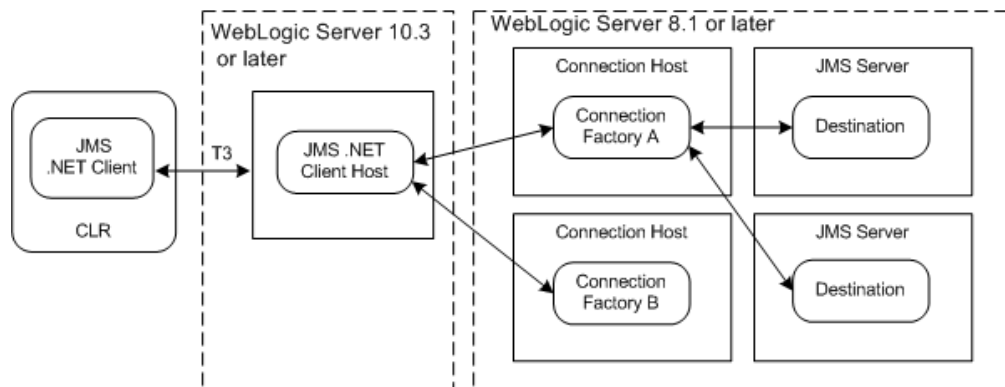 WebLogic Server 10.3
or later
WebLogic Server 8.1 or later
JMS
.NET Client
CLR
T3
JMS .NET
Client Host
Connection Host
Connection
Factory A
JMS Server
Destination
Connection Host
Connection
Factory B
JMS Server
Destination